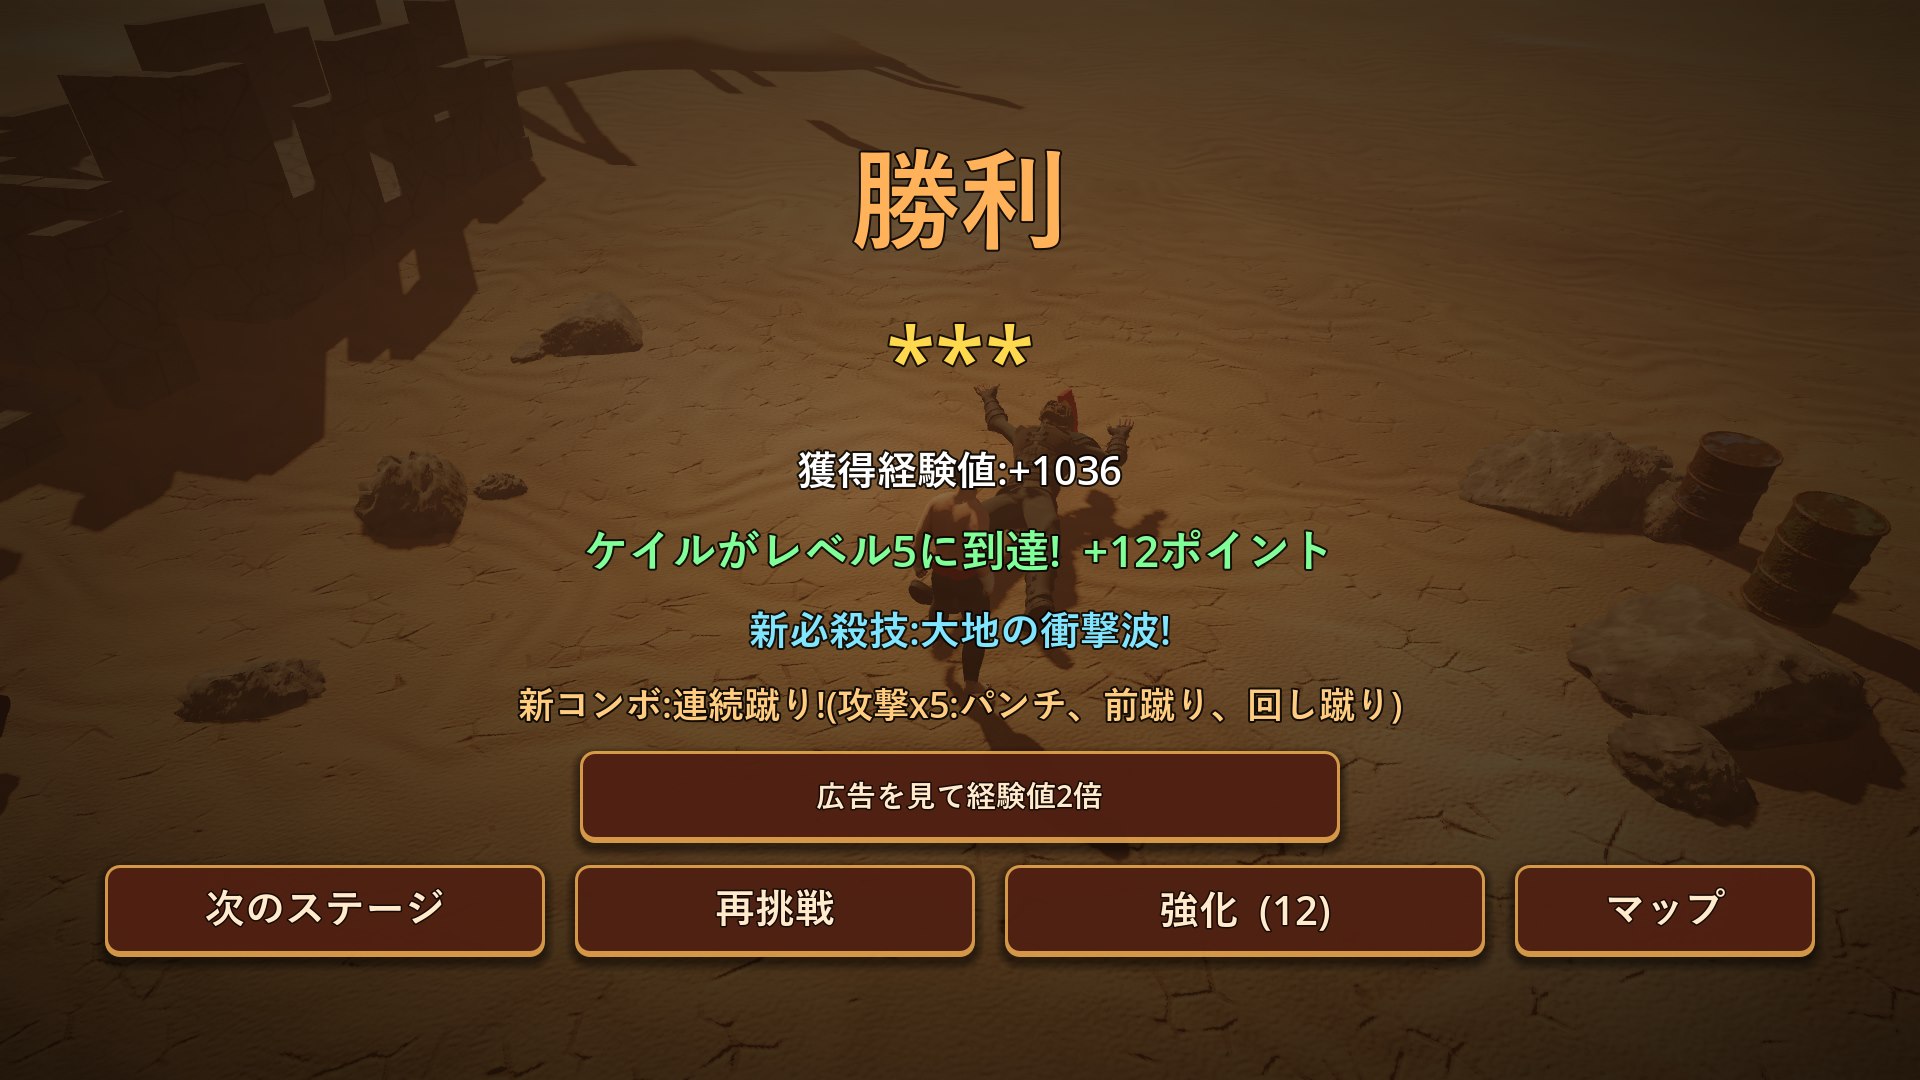 勝利
***
獲得経験値:+1036
ケイルがレベル5に到達! +12ポイント
新必殺技:大地の衝撃波!
新コンボ:連続蹴り!(攻撃x5:パンチ、前蹴り、回し蹴り)
広告を見て経験値2倍
次のステージ
再挑戦
強化 (12)
マップ